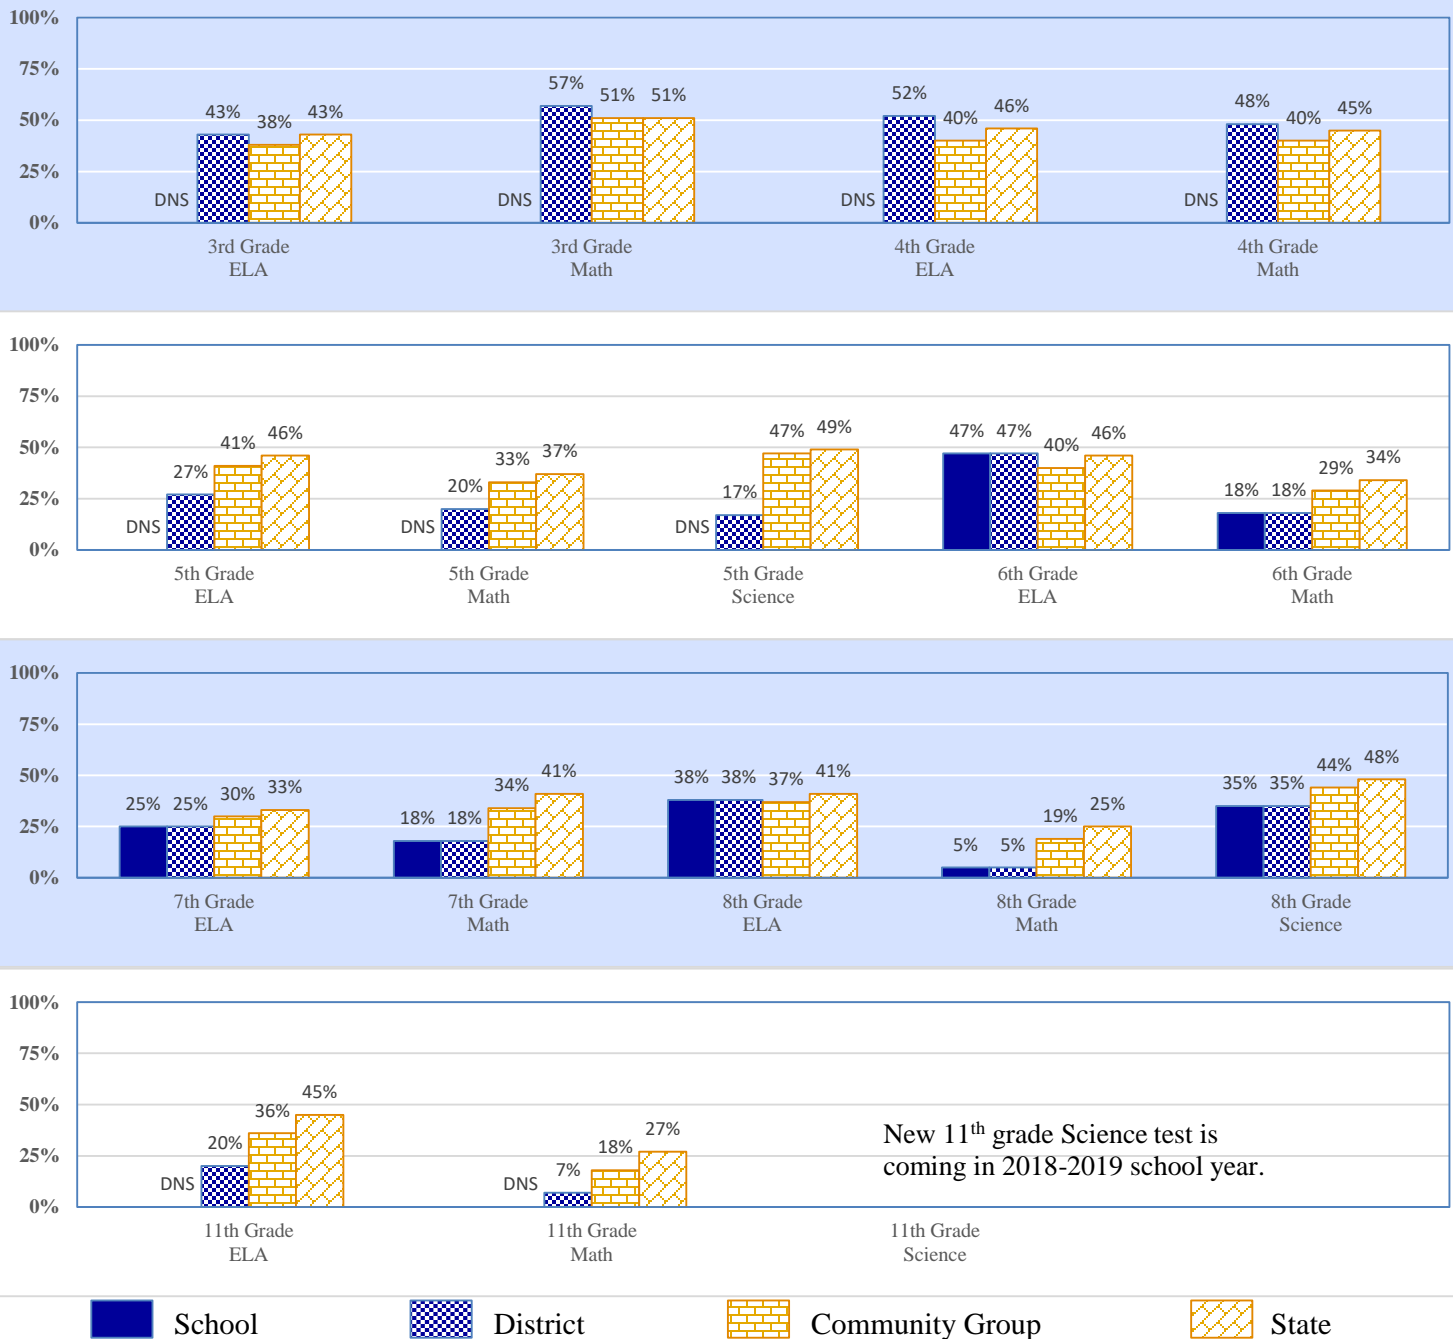 100%
75%
50%
25%
0%
43% 38% 43%
57% 51% 51%
52% 40% 46%
48% 40% 45%
DNS DNS DNS DNS
3rd Grade 3rd Grade 4th Grade 4th Grade
ELA Math ELA Math
100%
75%
50%
25%
0%
27% 41% 46%
20% 33% 37%
17% 47% 49%
47% 47% 40% 46%
18% 18% 29% 34%
DNS DNS DNS
5th Grade 5th Grade 5th Grade 6th Grade 6th Grade
ELA Math Science ELA Math
100%
75%
50%
25%
0%
25% 25% 30% 33%
18% 18% 34% 41%
38% 38% 37% 41%
5% 5% 19% 25%
35% 35% 44% 48%
7th Grade 7th Grade 8th Grade 8th Grade 8th Grade
ELA Math ELA Math Science
100%
75%
50%
25%
0%
DNS 20% 36% 45%
DNS 7% 18% 27%
New 11th grade Science test is
coming in 2018-2019 school year.
11th Grade 11th Grade 11th Grade
ELA Math Science
School District Community Group State